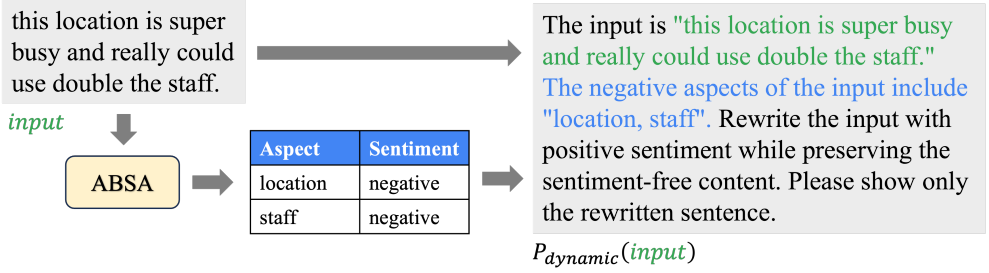 this location is super
busy and really could
use double the staff.
input
ABSA
Aspect Sentiment
location negative
staff negative
The input is "this location is super busy
and really could use double the staff."
The negative aspects of the input include
"location, staff". Rewrite the input with
positive sentiment while preserving the
sentiment-free content. Please show only
the rewritten sentence.
P_dynamic(input)